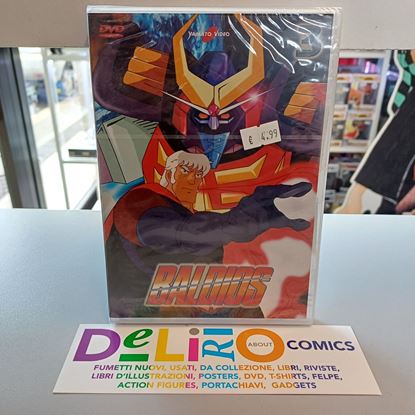 YAMATO VIDEO
DVD
€ 4.99
BALDIOS
DeLiRiO ABOUT COMICS
FUMETTI NUOVI, USATI, DA COLLEZIONE, LIBRI, RIVISTE,
LIBRI D'ILLUSTRAZIONI, POSTERS, DVD, T-SHIRTS, FELPE,
ACTION FIGURES, PORTACHIAVI, GADGETS